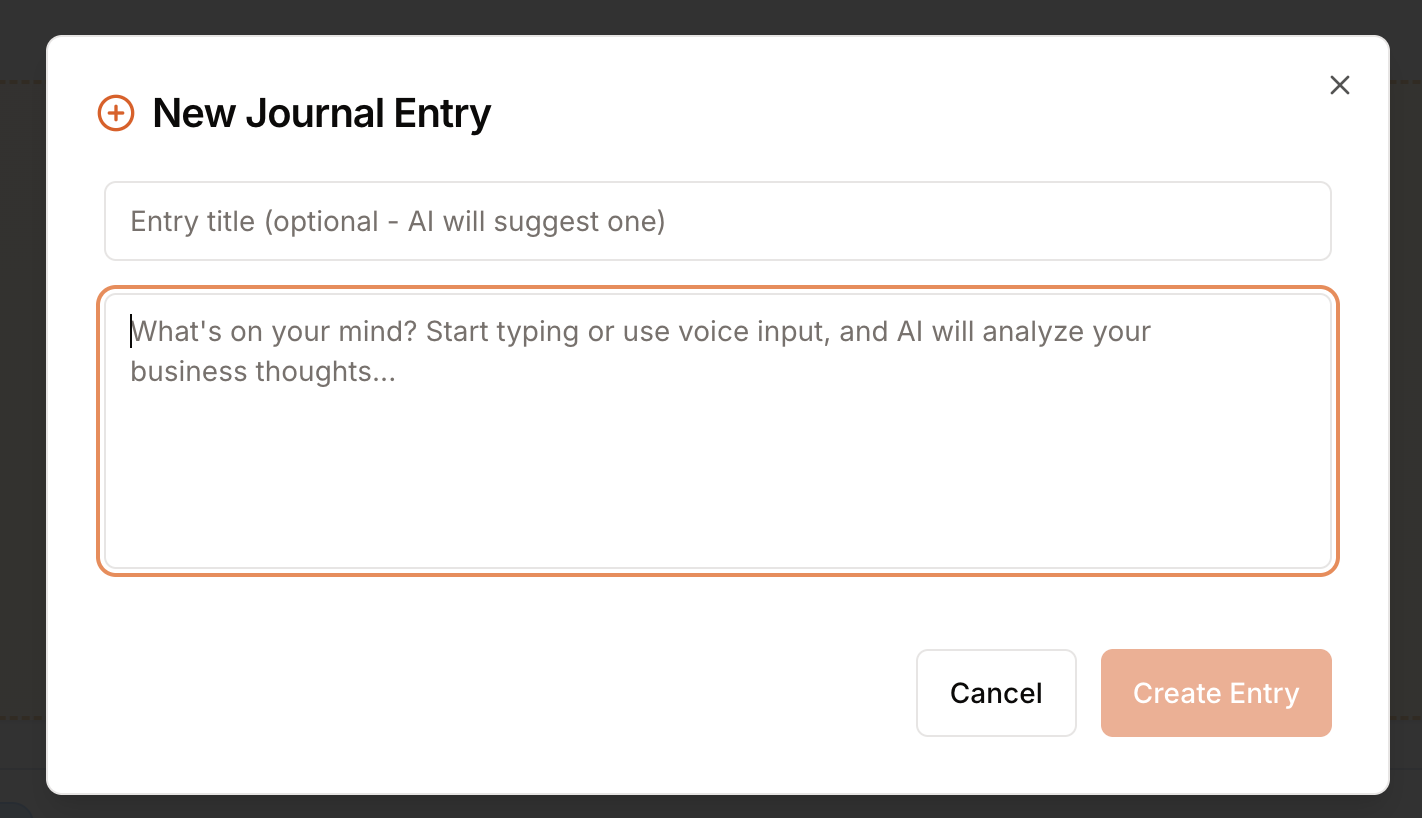 New Journal Entry
Entry title (optional - AI will suggest one)
What's on your mind? Start typing or use voice input, and AI will analyze your
business thoughts...
Cancel
Create Entry